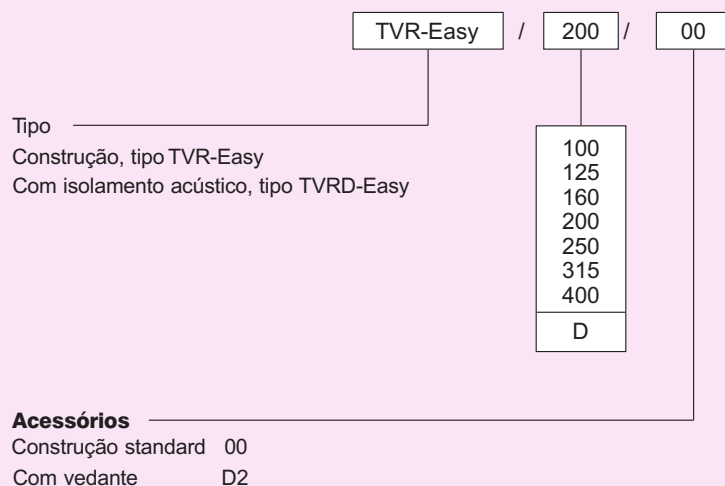 TVR-Easy / 200 / 00
Tipo
Construção, tipo TVR-Easy
Com isolamento acústico, tipo TVRD-Easy
100
125
160
200
250
315
400
D
Acessórios
Construção standard 00
Com vedante D2